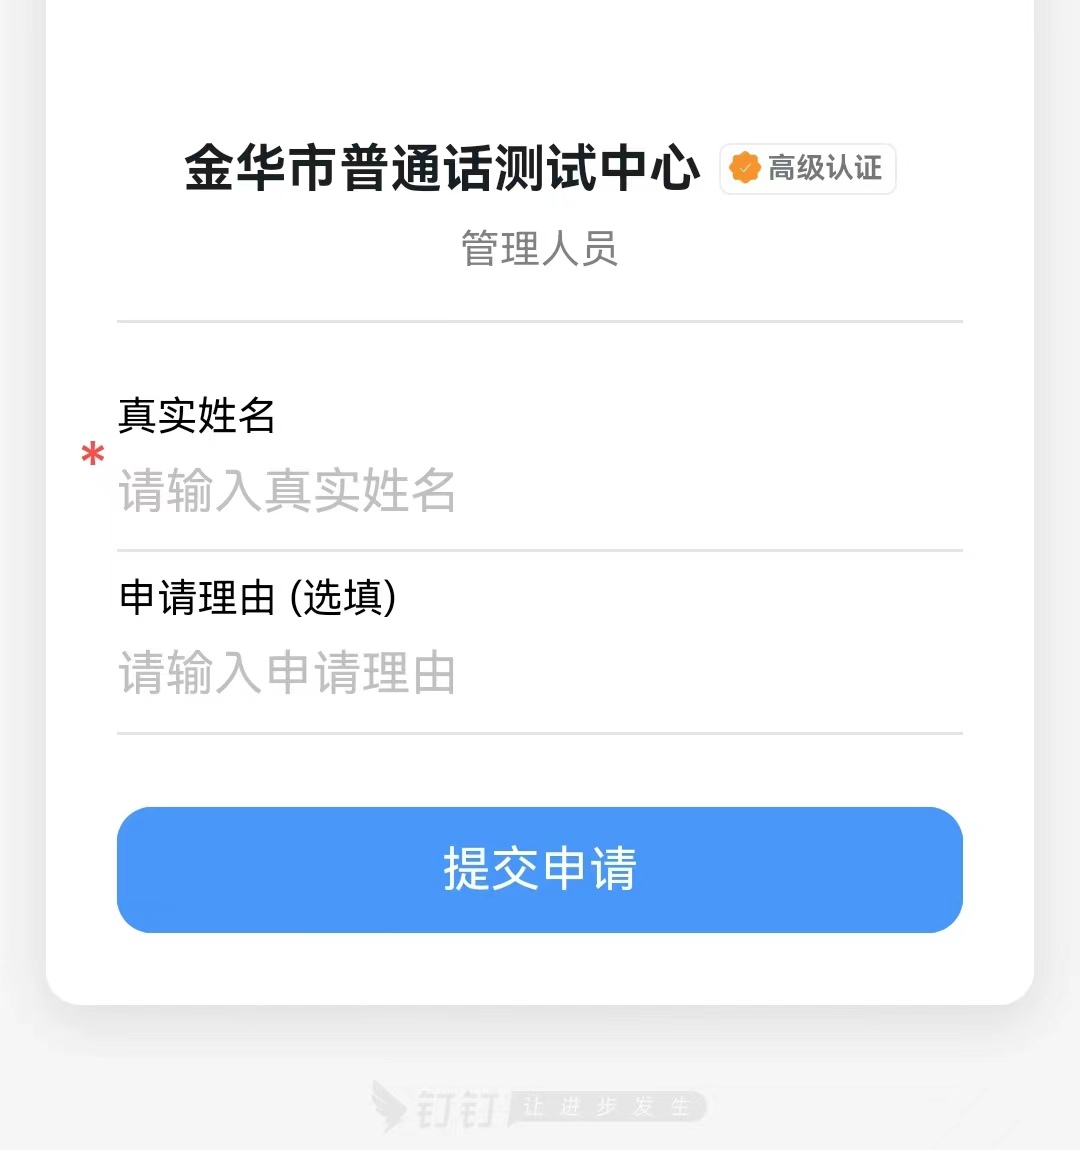 金华市普通话测试中心 高级认证
管理人员
真实姓名
*
请输入真实姓名
申请理由 (选填)
请输入申请理由
提交申请
钉钉 让进步发生